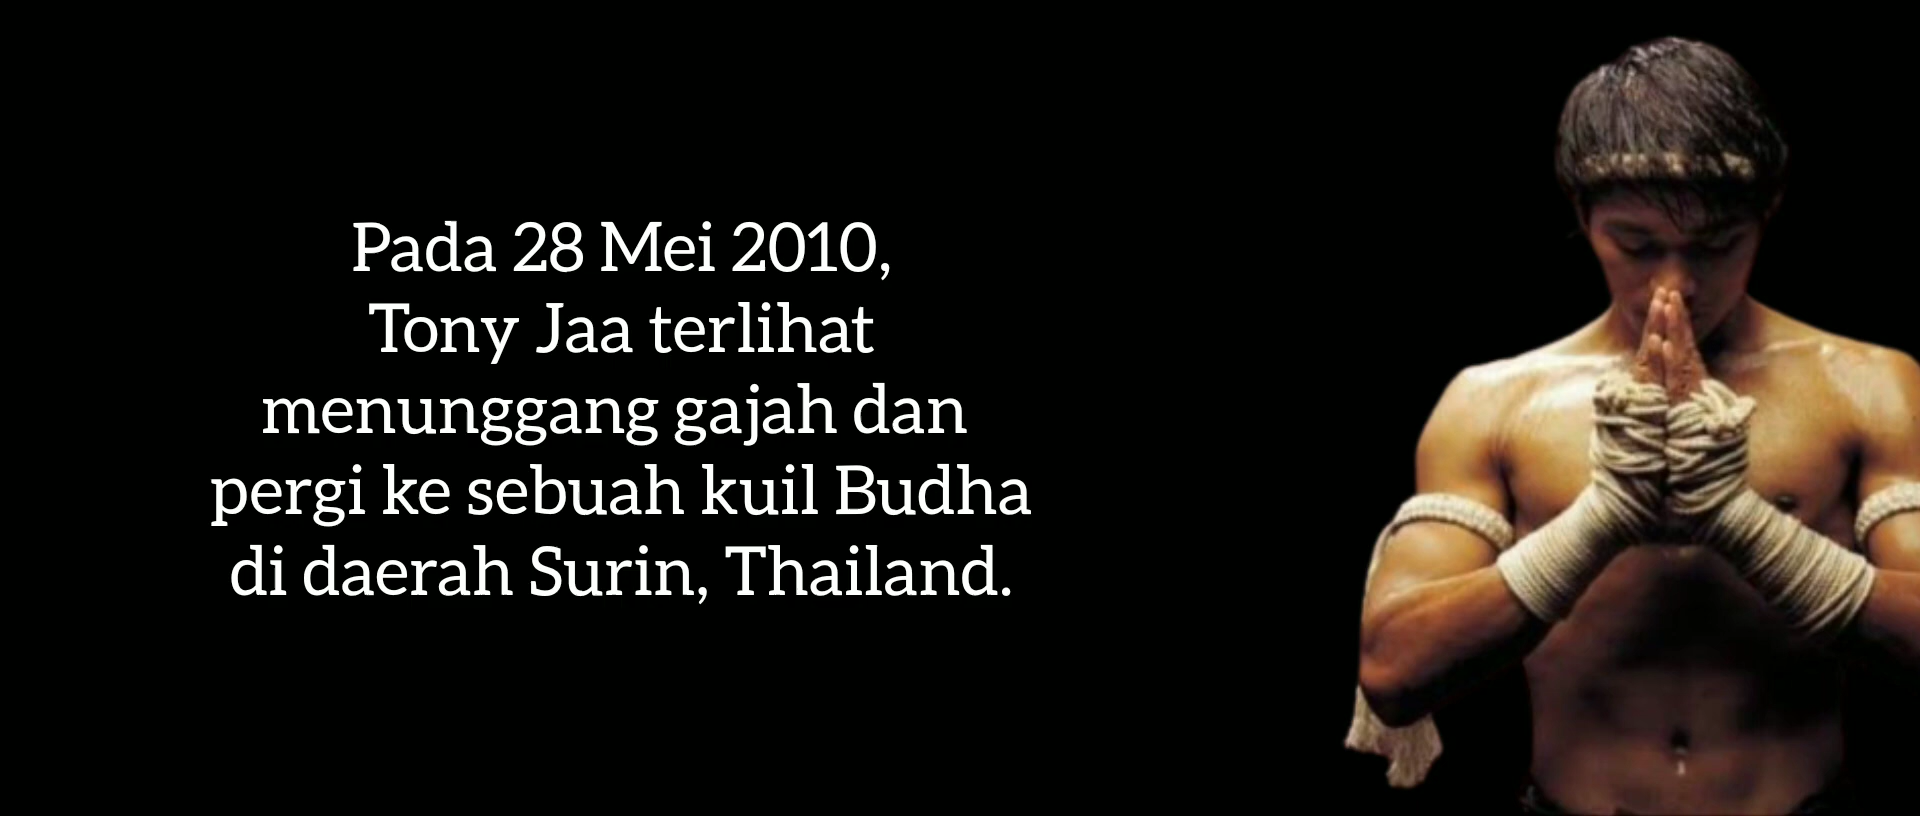 Pada 28 Mei 2010,
Tony Jaa terlihat
menunggang gajah dan
pergi ke sebuah kuil Budha
di daerah Surin, Thailand.